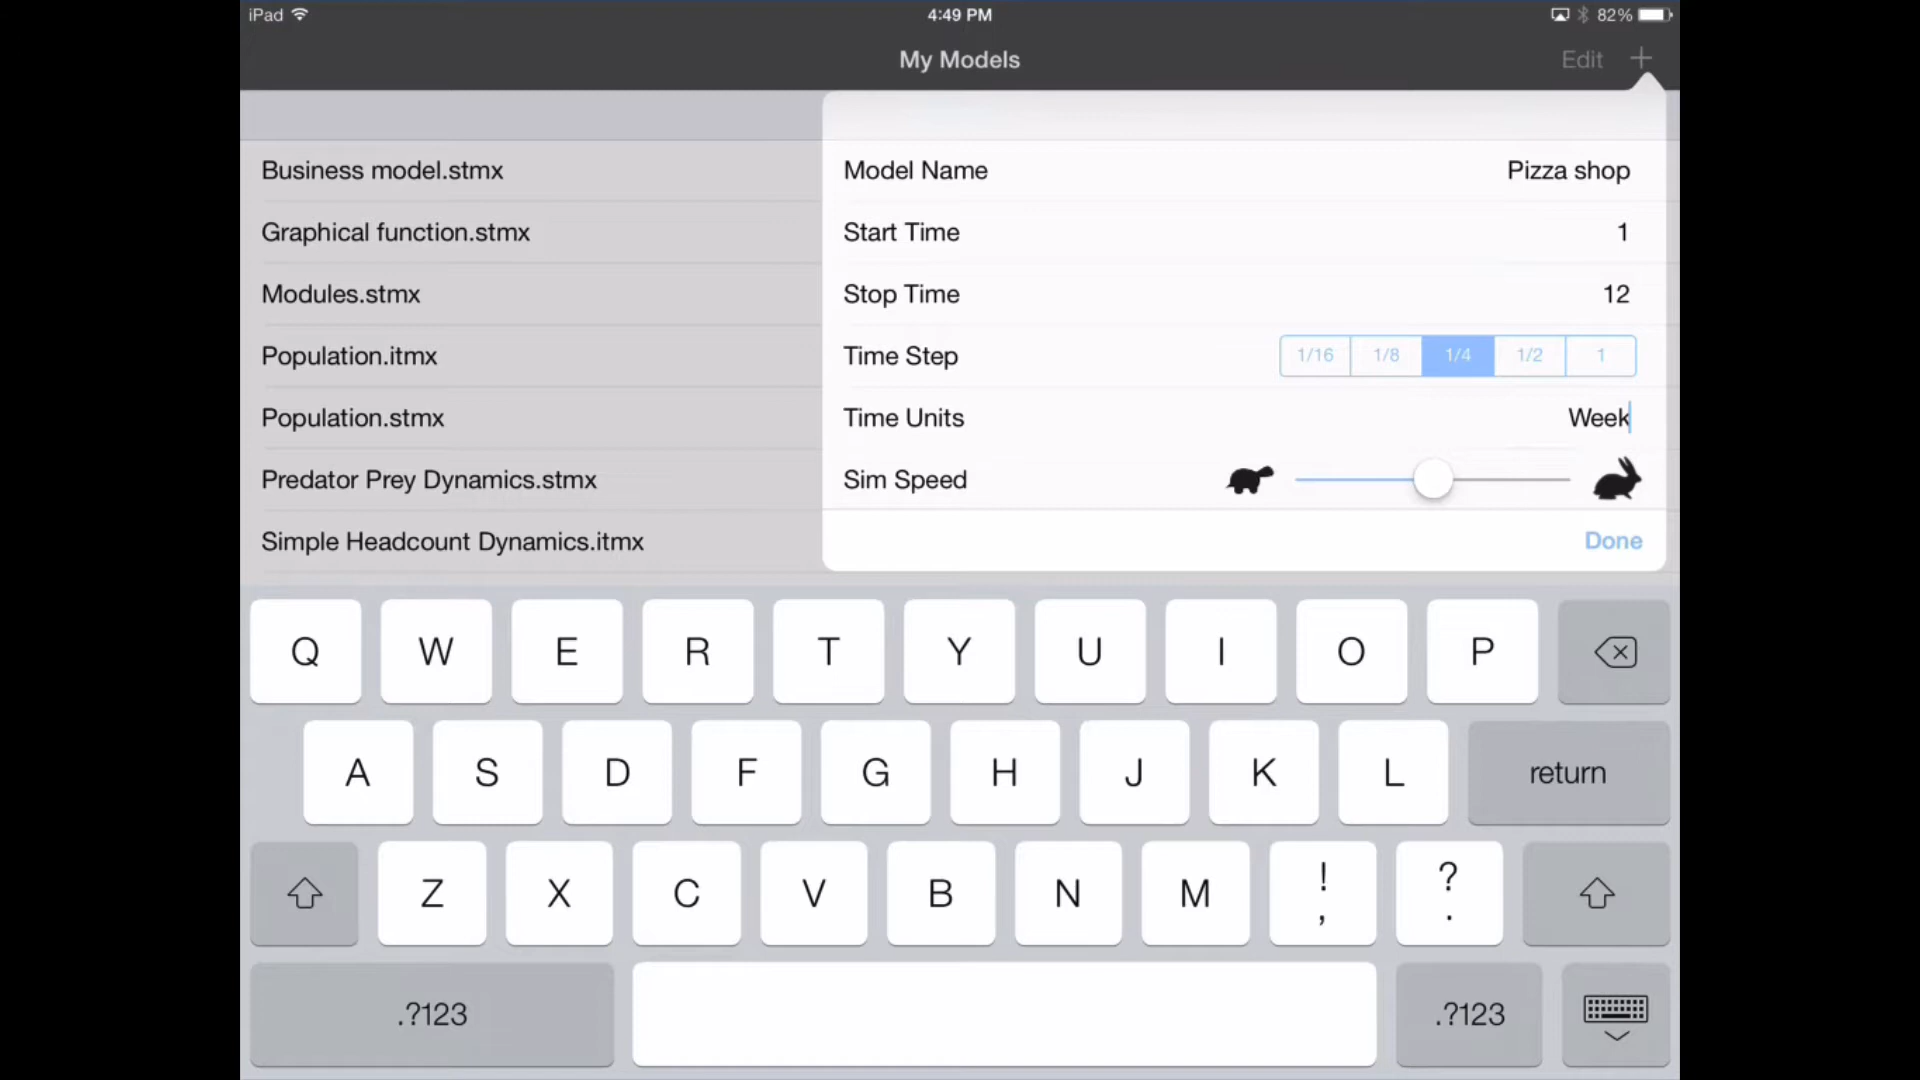 iPad 4:49 PM 82%
My Models Edit
Business model.stmx
Graphical function.stmx
Modules.stmx
Population.itmx
Population.stmx
Predator Prey Dynamics.stmx
Simple Headcount Dynamics.itmx
Model Name Pizza shop
Start Time 1
Stop Time 12
Time Step 1/16 1/8 1/4 1/2 1
Time Units Week
Sim Speed
Done
Q W E R T Y U I O P
A S D F G H J K L return
Z X C V B N M ! , ? .
.?123 .?123